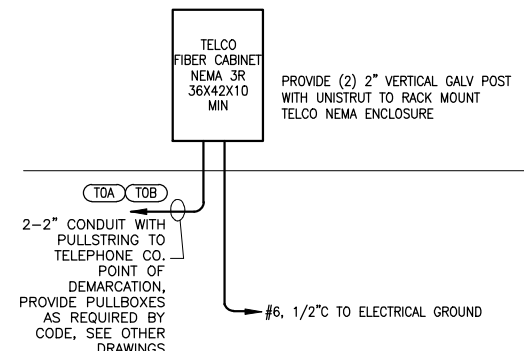 TELCO
FIBER CABINET
NEMA 3R
36X42X10
MIN
PROVIDE (2) 2" VERTICAL GALV POST
WITH UNISTRUT TO RACK MOUNT
TELCO NEMA ENCLOSURE
TOA TOB
2-2" CONDUIT WITH
PULLSTRING TO
TELEPHONE CO.
POINT OF
DEMARCATION,
PROVIDE PULLBOXES
AS REQUIRED BY
CODE, SEE OTHER
DRAWINGS
#6, 1/2"C TO ELECTRICAL GROUND